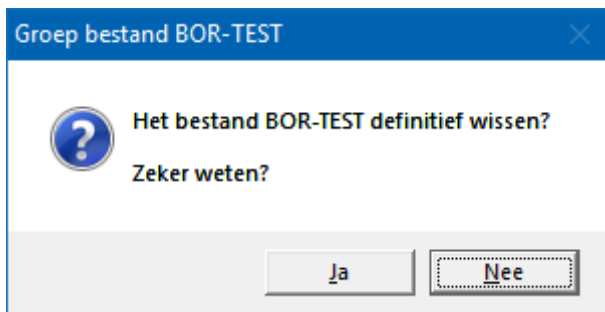 Groep bestand BOR-TEST
Het bestand BOR-TEST definitief wissen?
Zeker weten?
Ja
Nee